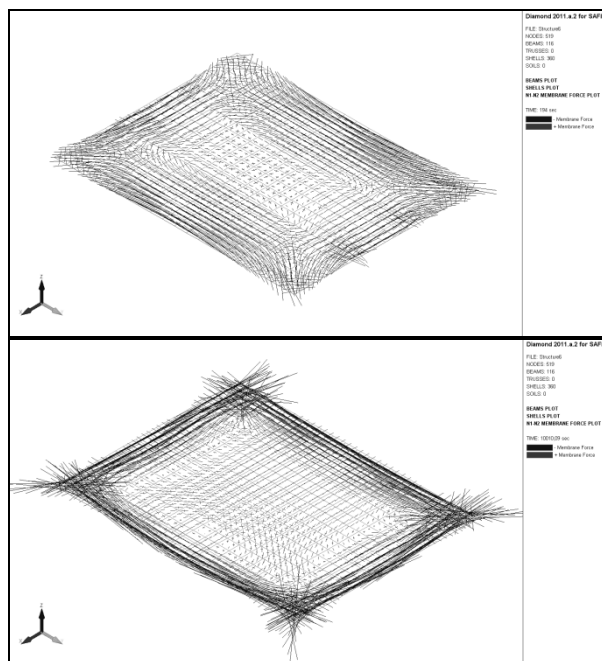 Diamond 2011.a.2 for SAFI
FILE: Structure6
NODES: 519
BEAMS: 116
TRUSSES: 0
SHELLS: 360
SOILS: 0
BEAMS PLOT
SHELLS PLOT
N1-N2 MEMBRANE FORCE PLOT
TIME: 194 sec
- Membrane Force
+ Membrane Force
Diamond 2011.a.2 for SAFI
FILE: Structure6
NODES: 519
BEAMS: 116
TRUSSES: 0
SHELLS: 360
SOILS: 0
BEAMS PLOT
SHELLS PLOT
N1-N2 MEMBRANE FORCE PLOT
TIME: 10010.09 sec
- Membrane Force
+ Membrane Force